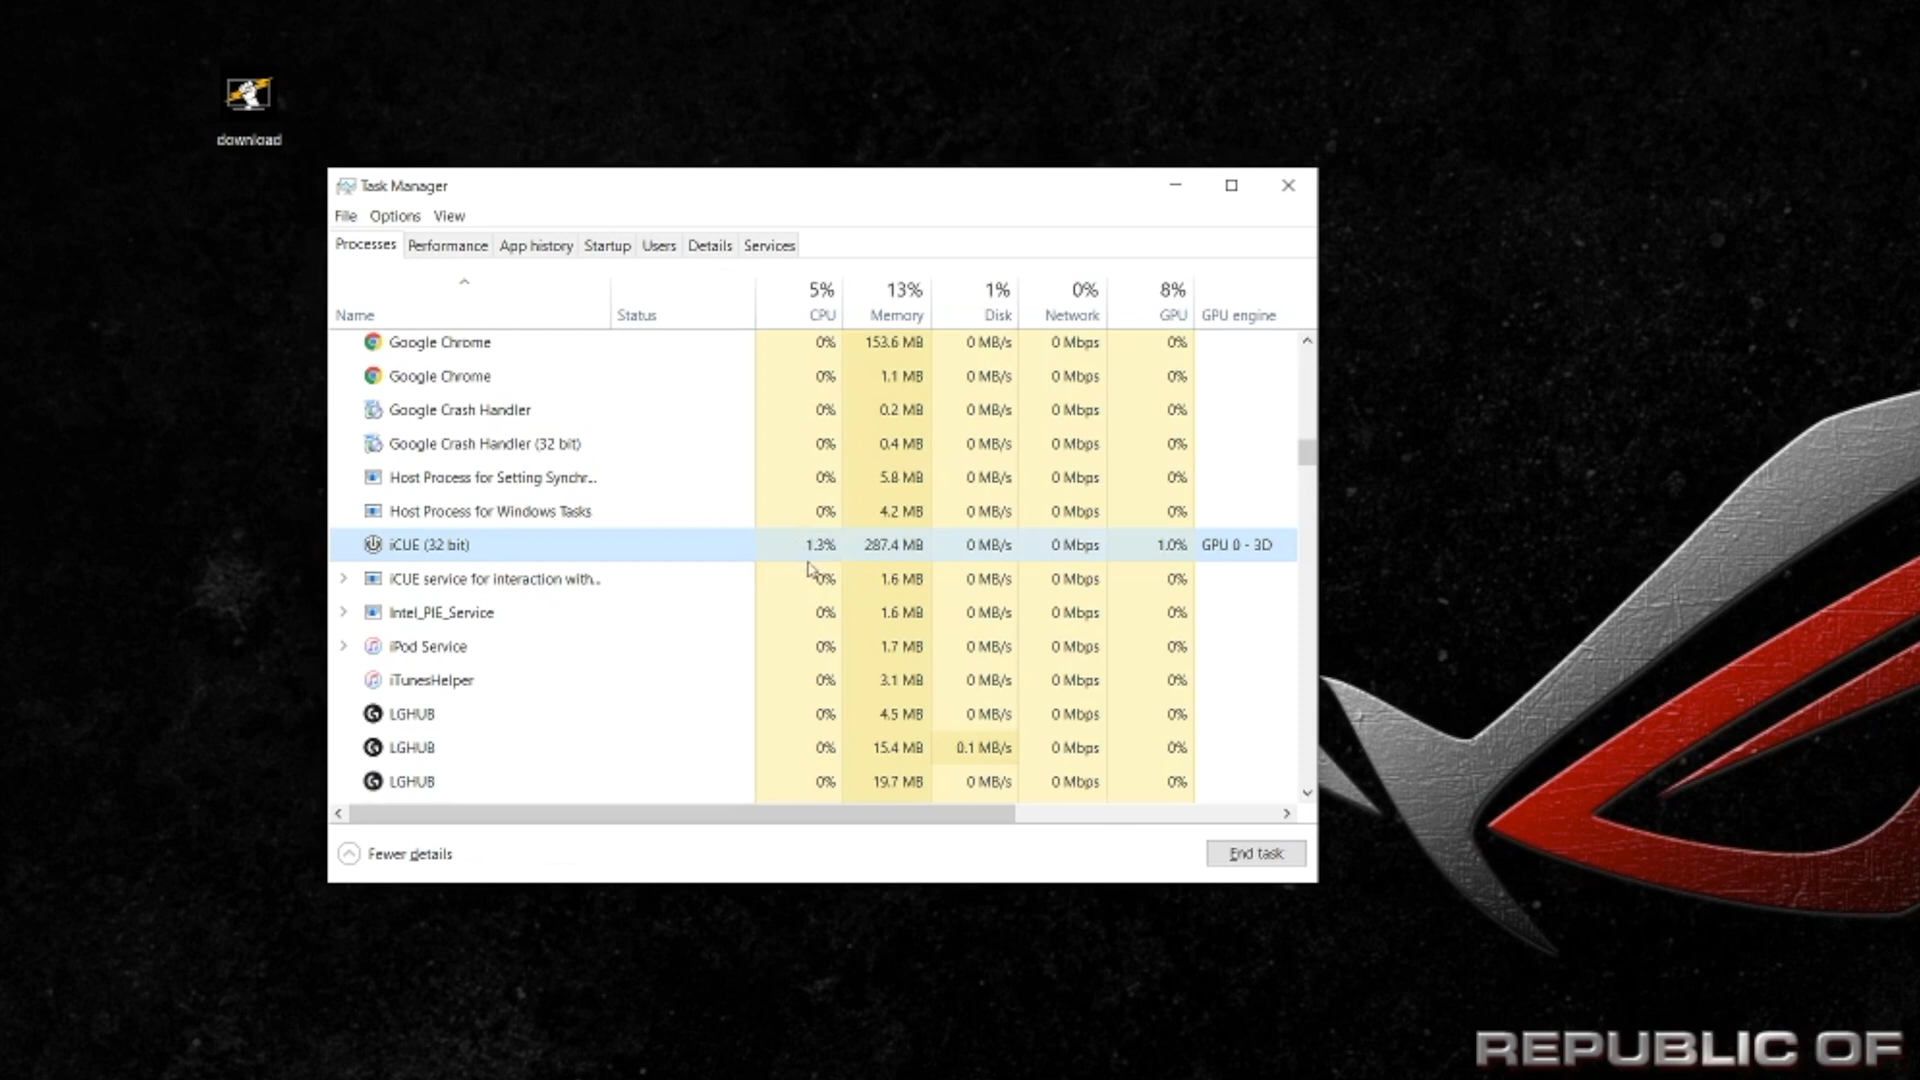 download
Task Manager
File Options View
Processes Performance App history Startup Users Details Services
5% 13% 1% 0% 8%
Name Status CPU Memory Disk Network GPU GPU engine
Google Chrome 0% 153.6 MB 0 MB/s 0 Mbps 0%
Google Chrome 0% 1.1 MB 0 MB/s 0 Mbps 0%
Google Crash Handler 0% 0.2 MB 0 MB/s 0 Mbps 0%
Google Crash Handler (32 bit) 0% 0.4 MB 0 MB/s 0 Mbps 0%
Host Process for Setting Synchr... 0% 5.8 MB 0 MB/s 0 Mbps 0%
Host Process for Windows Tasks 0% 4.2 MB 0 MB/s 0 Mbps 0%
iCUE (32 bit) 1.3% 287.4 MB 0 MB/s 0 Mbps 1.0% GPU 0 - 3D
iCUE service for interaction with... 0% 1.6 MB 0 MB/s 0 Mbps 0%
Intel_PIE_Service 0% 1.6 MB 0 MB/s 0 Mbps 0%
iPod Service 0% 1.7 MB 0 MB/s 0 Mbps 0%
iTunesHelper 0% 3.1 MB 0 MB/s 0 Mbps 0%
LGHUB 0% 4.5 MB 0 MB/s 0 Mbps 0%
LGHUB 0% 15.4 MB 0.1 MB/s 0 Mbps 0%
LGHUB 0% 19.7 MB 0 MB/s 0 Mbps 0%
Fewer details End task
REPUBLIC OF